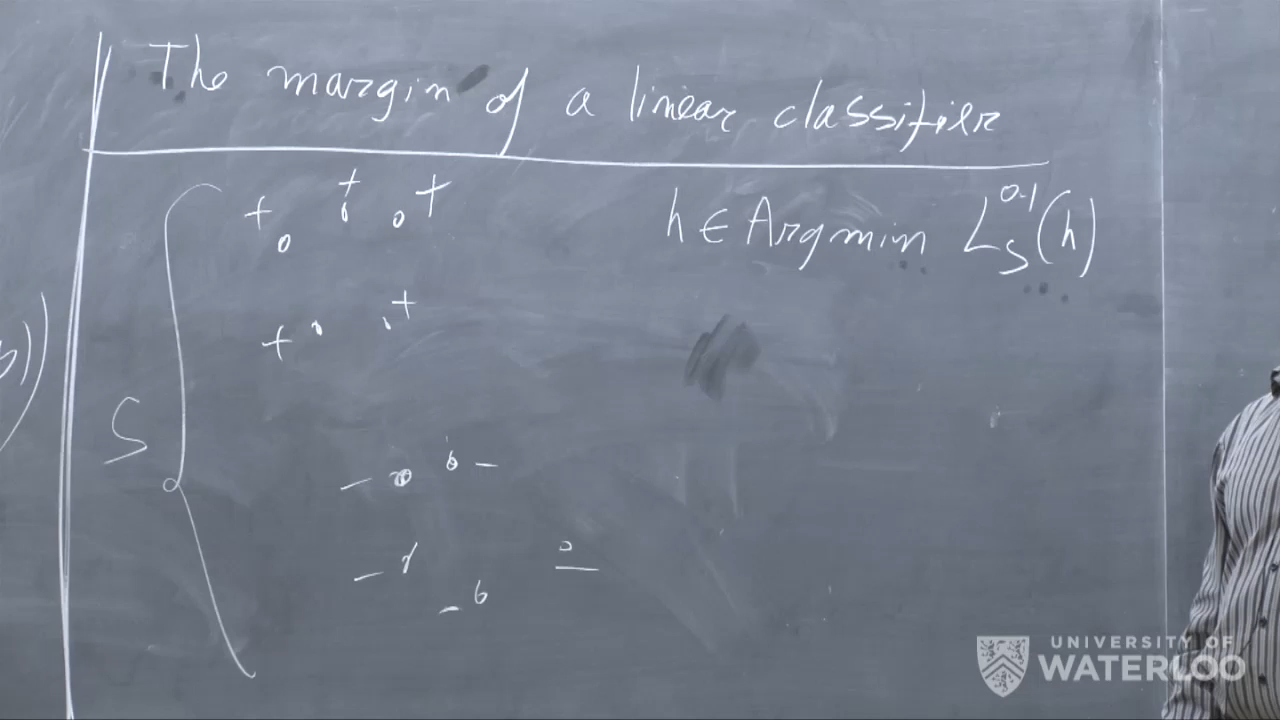 The margin of a linear classifier
+ + +
h ∈ Argmin L_S^{0-1}(h)
+ +
S
- -
- -
-
UNIVERSITY OF
WATERLOO